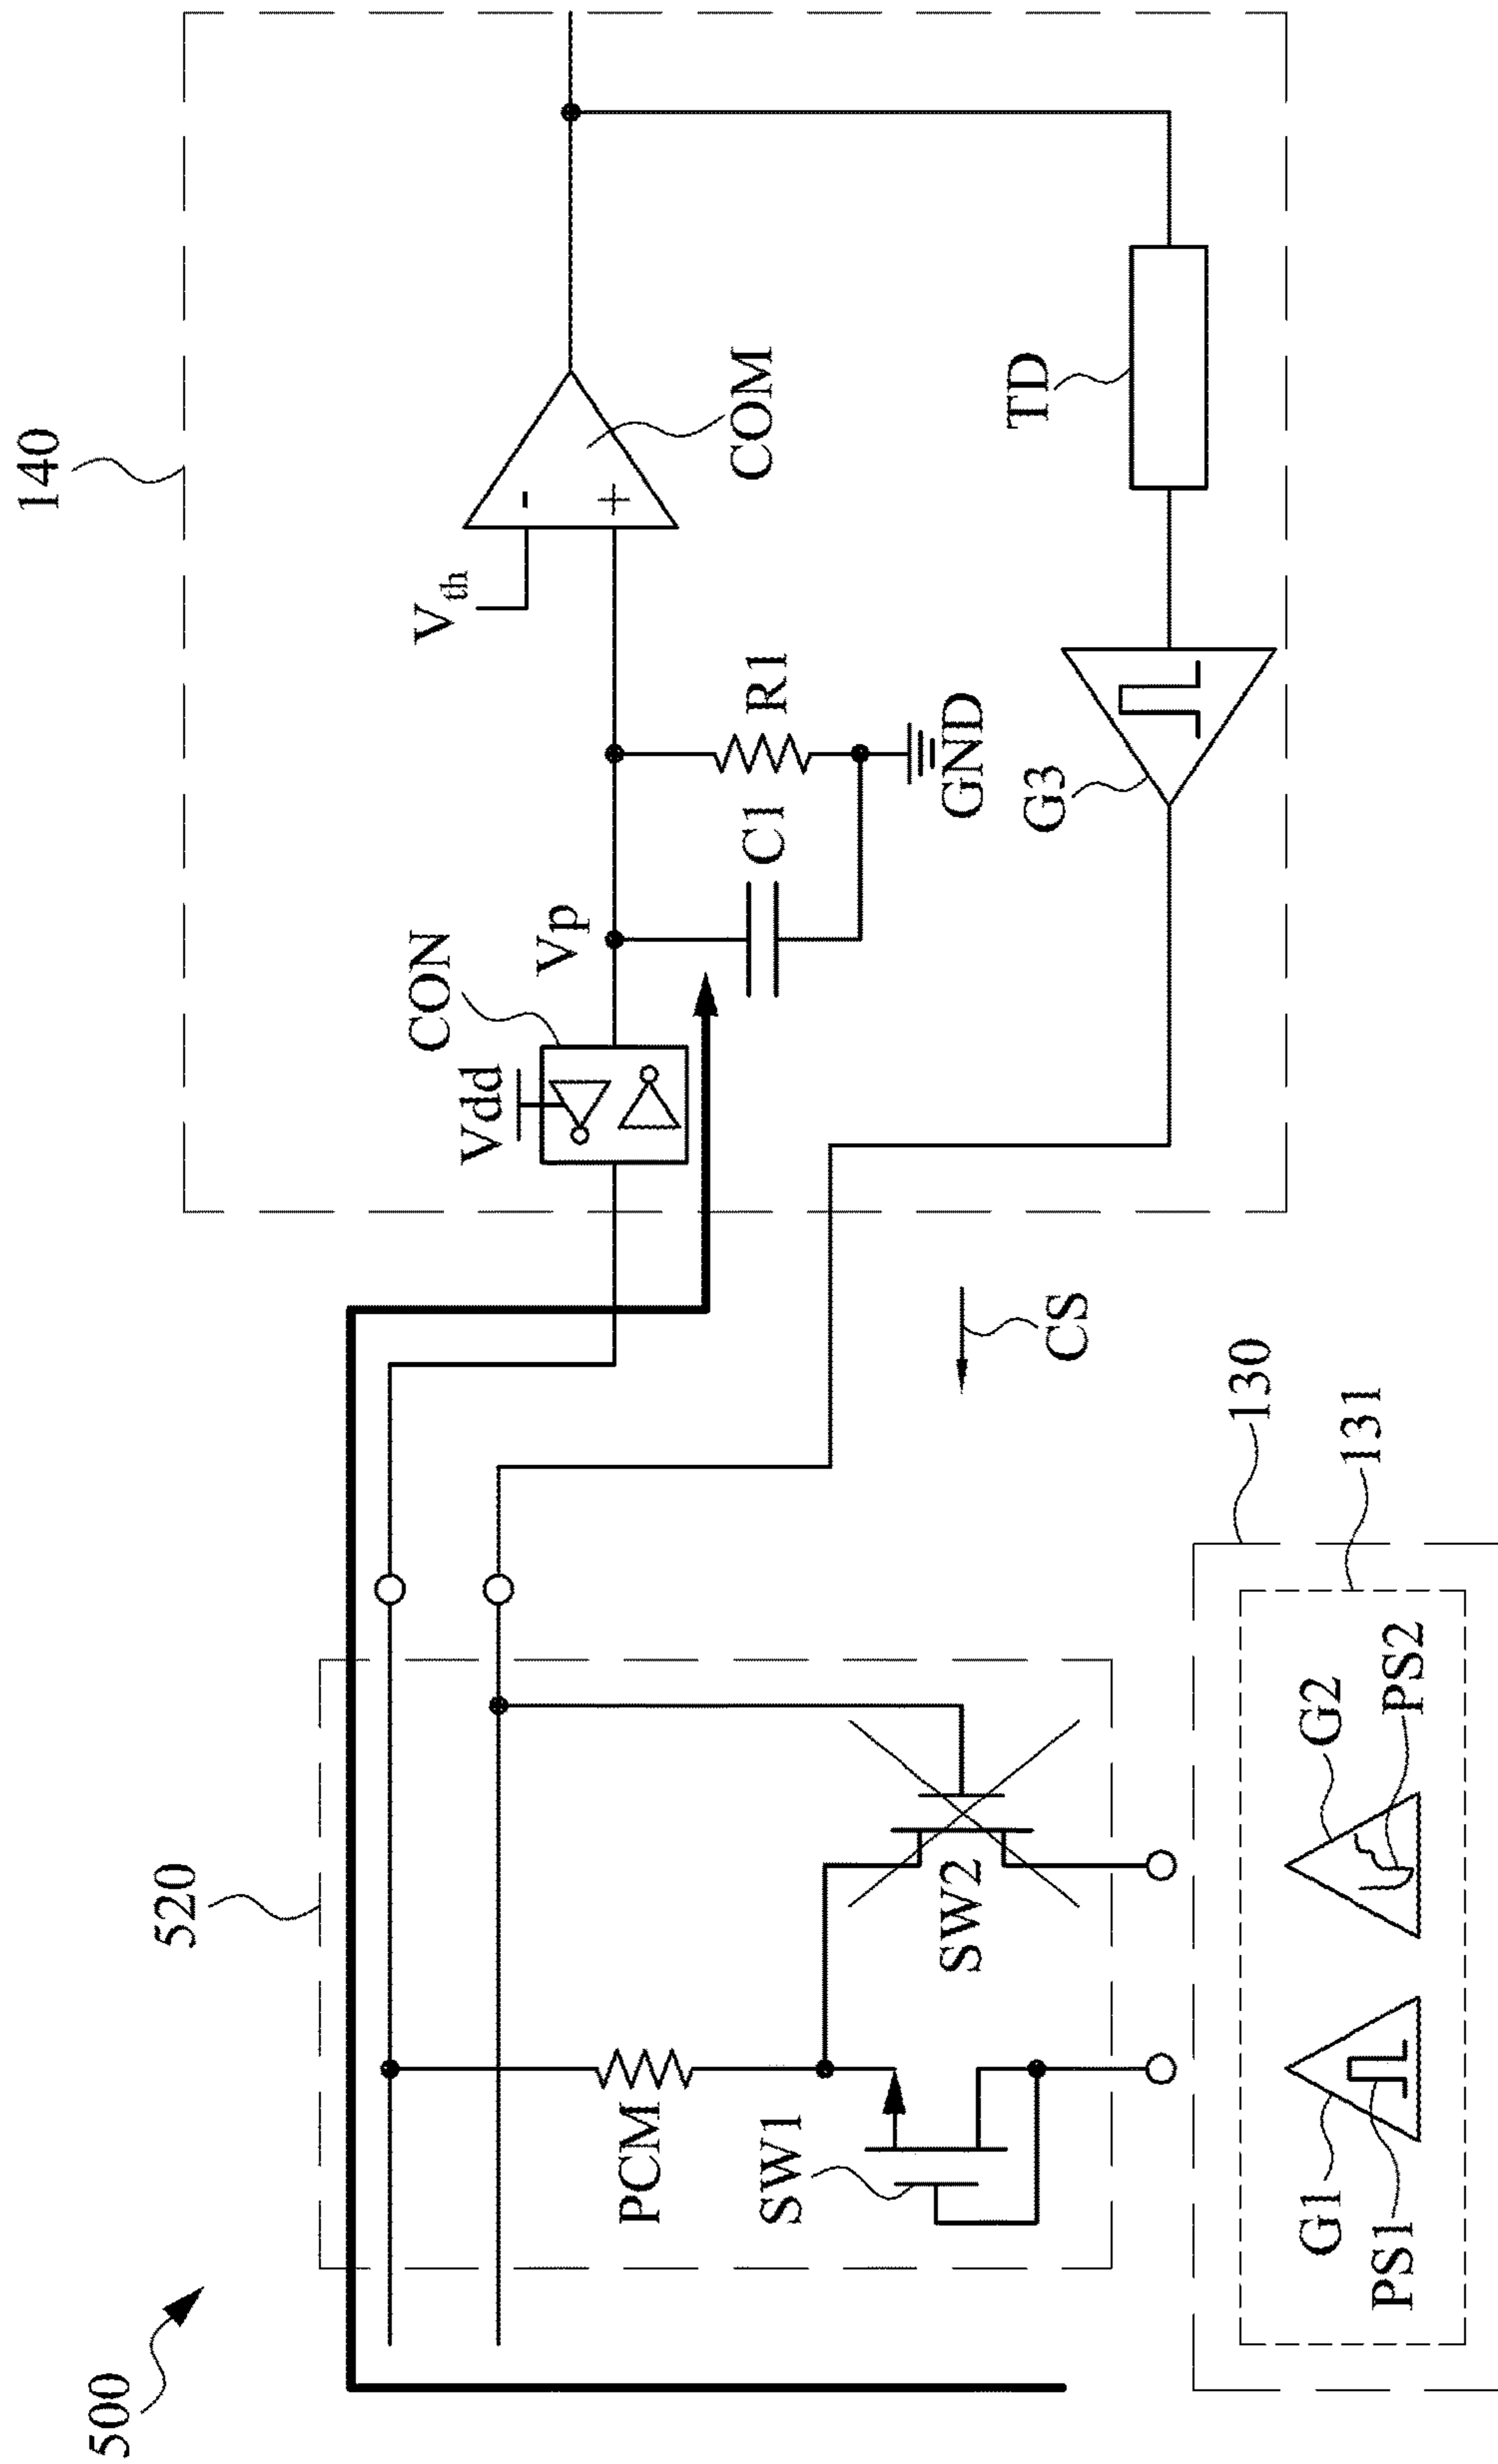 500
520
140
PCM
SW1
SW2
CON
Vdd
Vp
C1
R1
GND
Vth
-
+
COM
TD
G3
CS
130
131
G1
PS1
G2
PS2